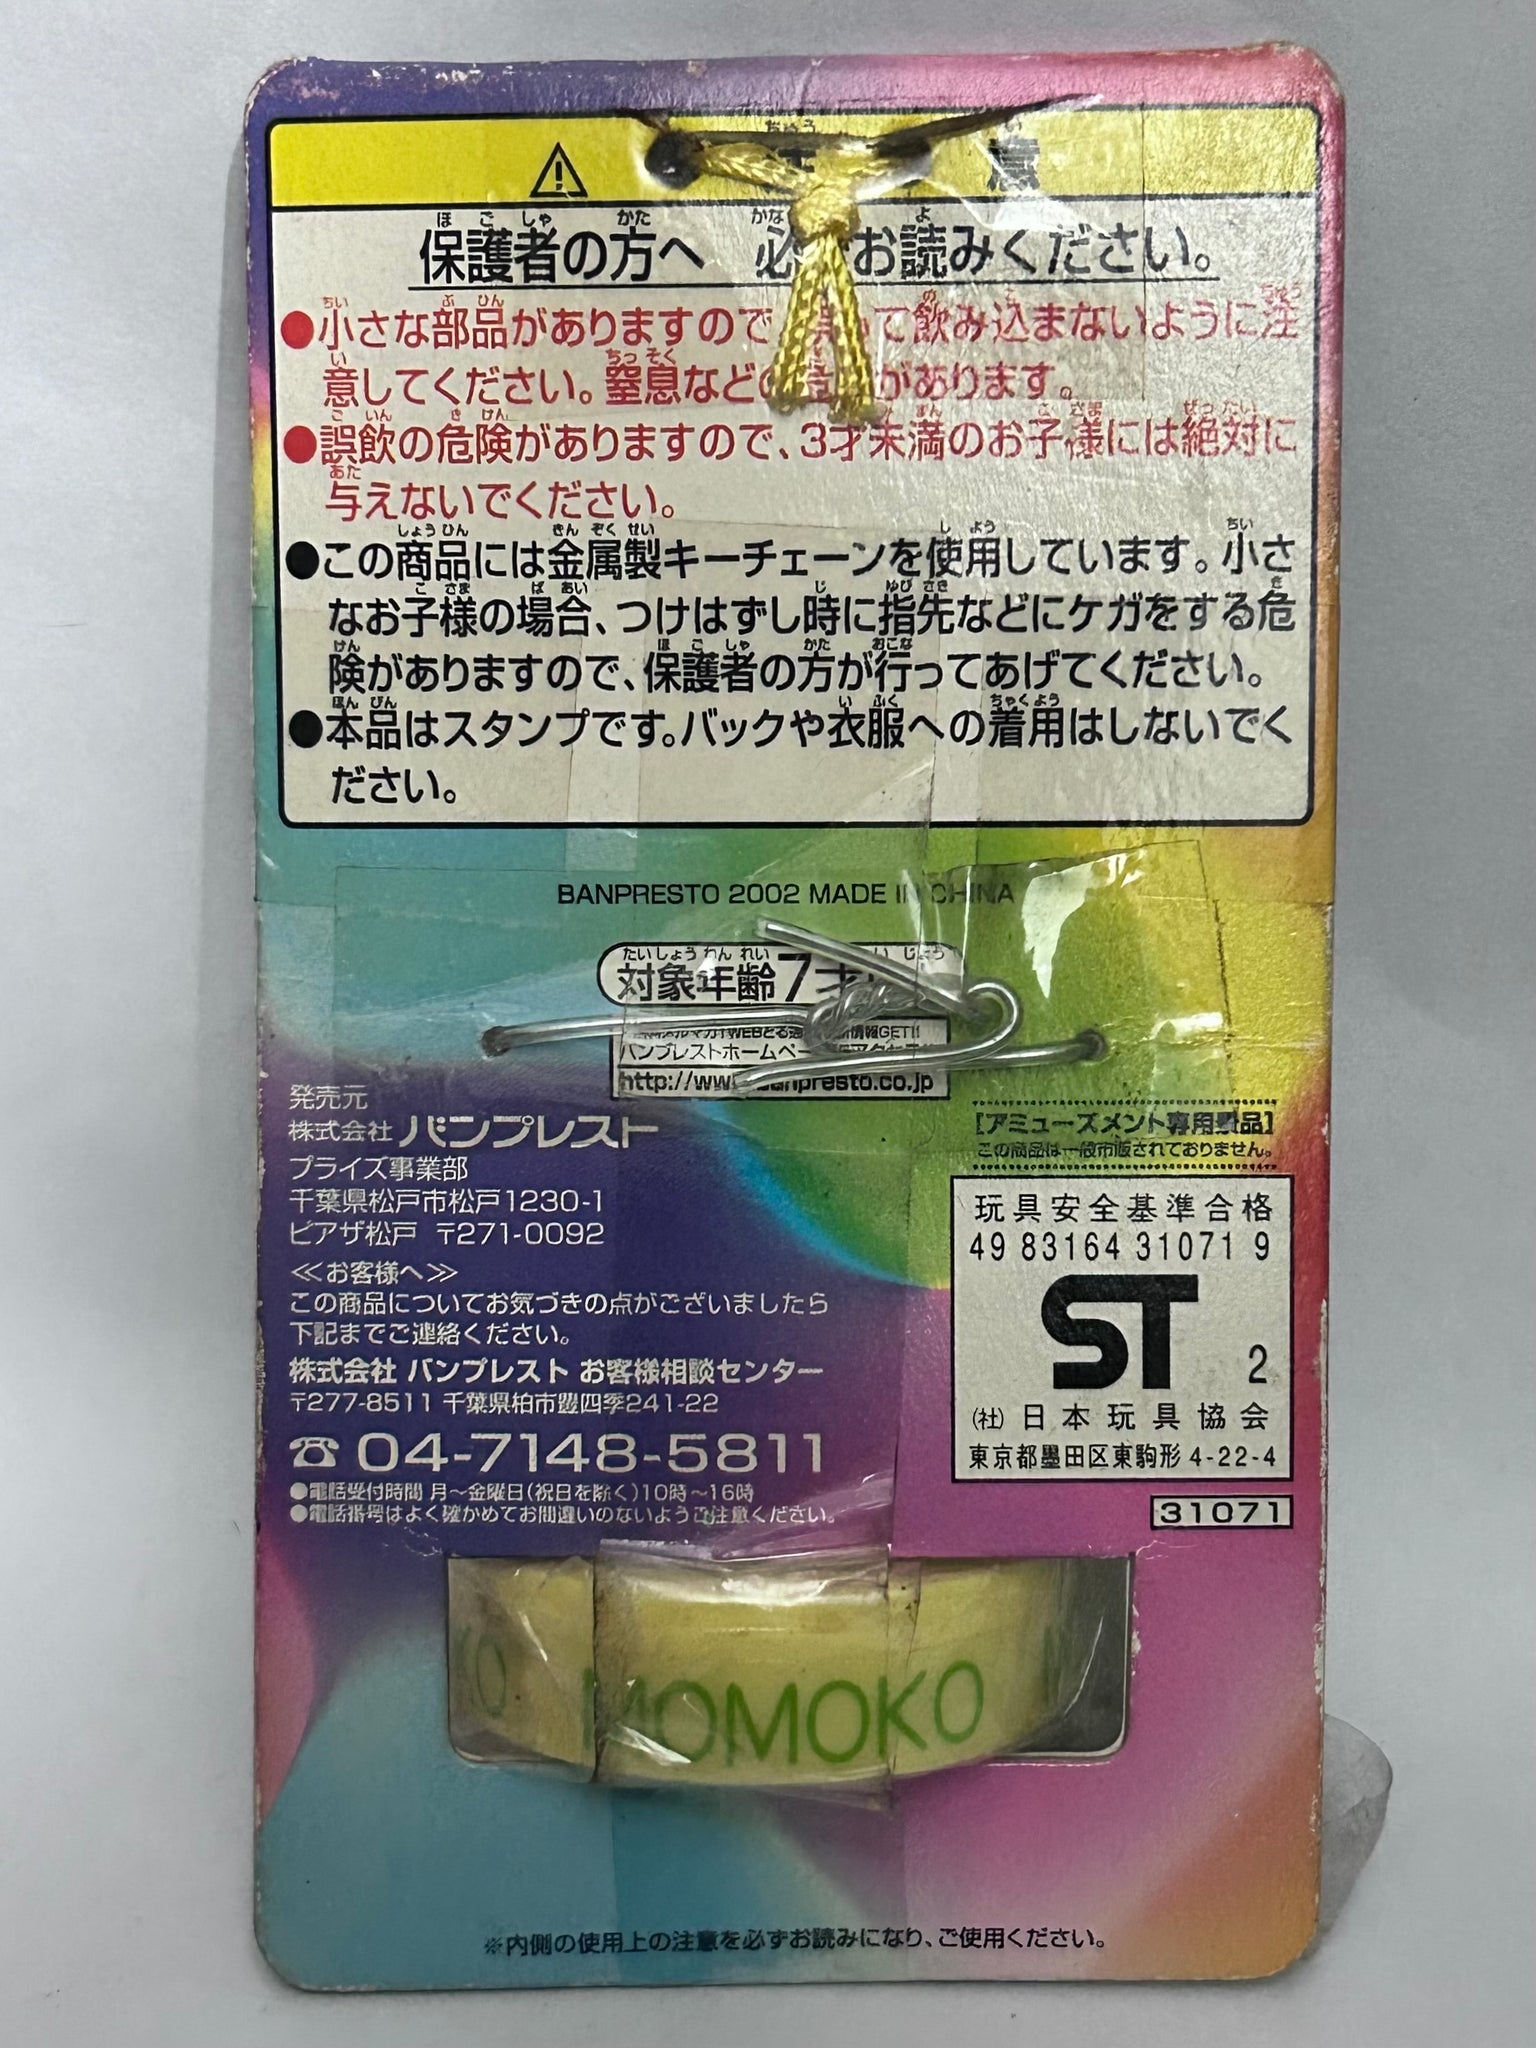 意
保護者の方へ 必 お読みください。
●小さな部品がありますので て飲み込まないように注
意してください。窒息などの があります。
●誤飲の危険がありますので、3才未満のお子様には絶対に
与えないでください。
●この商品には金属製キーチェーンを使用しています。小さ
なお子様の場合、つけはずし時に指先などにケガをする危
険がありますので、保護者の方が行ってあげてください。
●本品はスタンプです。バックや衣服への着用はしないでく
ださい。
BANPRESTO 2002 MADE IN CHINA
対象年齢7才
情報GET!!
バンプレストホームペー
http://www.banpresto.co.jp
発売元
株式会社 バンプレスト
プライズ事業部
千葉県松戸市松戸1230-1
ピアザ松戸 〒271-0092
≪お客様へ≫
この商品についてお気づきの点がございましたら
下記までご連絡ください。
株式会社 バンプレスト お客様相談センター
〒277-8511 千葉県柏市豊四季241-22
☎04-7148-5811
●電話受付時間 月〜金曜日(祝日を除く)10時〜16時
●電話番号はよく確かめてお間違いのないようご注意ください。
[アミューズメント専用景品]
この商品は一般市販されておりません。
玩具安全基準合格
49 83164 31071 9
ST 2
(社) 日本玩具協会
東京都墨田区東駒形 4-22-4
31071
KO MOMOKO M
※内側の使用上の注意を必ずお読みになり、ご使用ください。